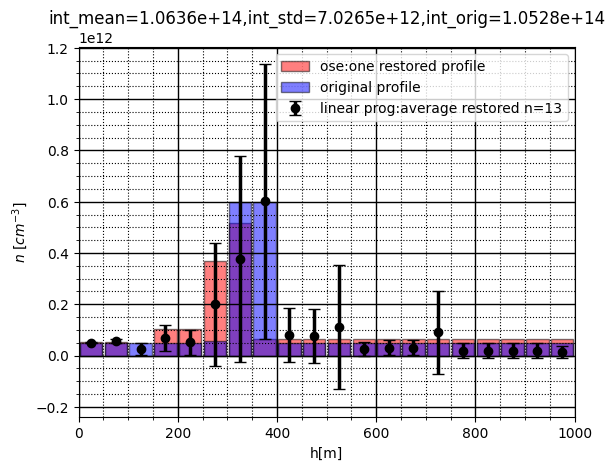 int_mean=1.0636e+14,int_std=7.0265e+12,int_orig=1.0528e+14
1e12
ose:one restored profile
original profile
linear prog:average restored n=13
1.2
1.0
0.8
0.6
0.4
0.2
0.0
−0.2
n [cm⁻³]
0 200 400 600 800 1000
h[m]